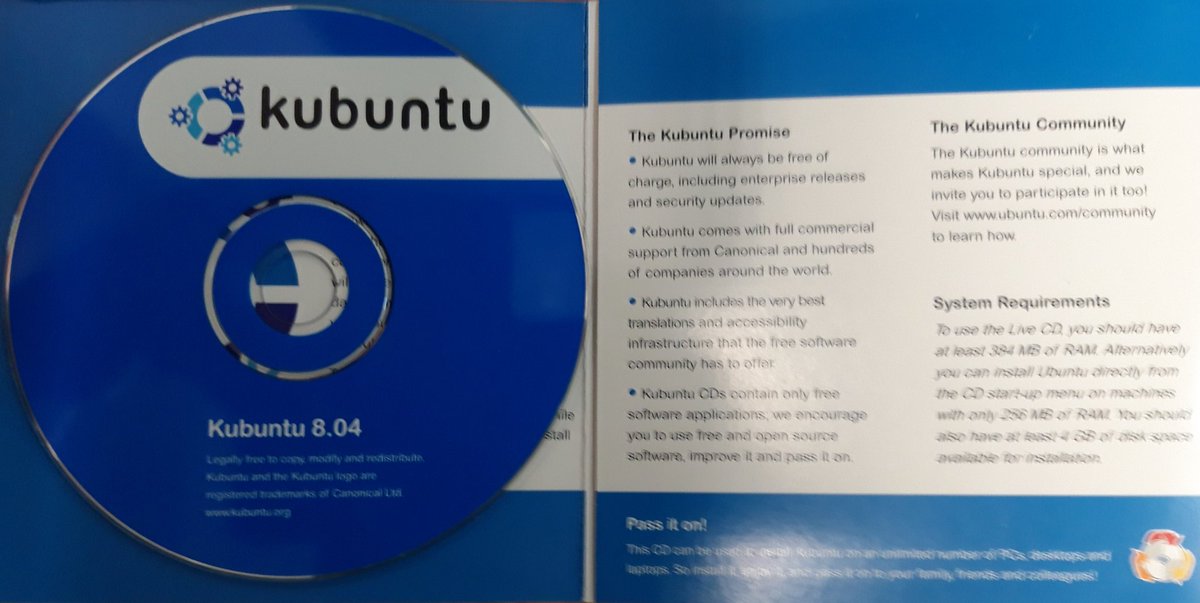 kubuntu
co
wil
da
Kubuntu 8.04
Legally free to copy, modify and redistribute.
Kubuntu and the Kubuntu logo are
registered trademarks of Canonical Ltd.
www.kubuntu.org
stall
The Kubuntu Promise
• Kubuntu will always be free of
charge, including enterprise releases
and security updates.
• Kubuntu comes with full commercial
support from Canonical and hundreds
of companies around the world.
• Kubuntu includes the very best
translations and accessibility
infrastructure that the free software
community has to offer.
• Kubuntu CDs contain only free
software applications, we encourage
you to use free and open source
software, improve it and pass it on.
The Kubuntu Community
The Kubuntu community is what
makes Kubuntu special, and we
invite you to participate in it too!
Visit www.ubuntu.com/community
to learn how.
System Requirements
To use the Live CD, you should have
at least 384 MB of RAM. Alternatively
you can install Ubuntu directly from
the CD start-up menu on machines
with only 256 MB of RAM. You should
also have at least 4 GB of disk space
available for installation.
Pass it on!
This CD can be used to install Kubuntu on an unlimited number of PCs, desktops and
laptops. So install it, enjoy it, and pass it on to your family, friends and colleagues!